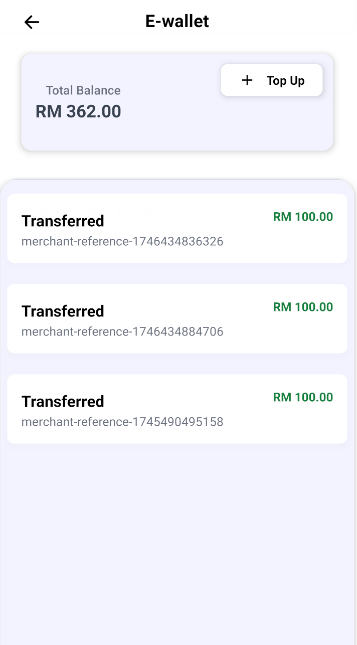 E-wallet
+ Top Up
Total Balance
RM 362.00
Transferred
RM 100.00
merchant-reference-1746434836326
Transferred
RM 100.00
merchant-reference-1746434884706
Transferred
RM 100.00
merchant-reference-1745490495158